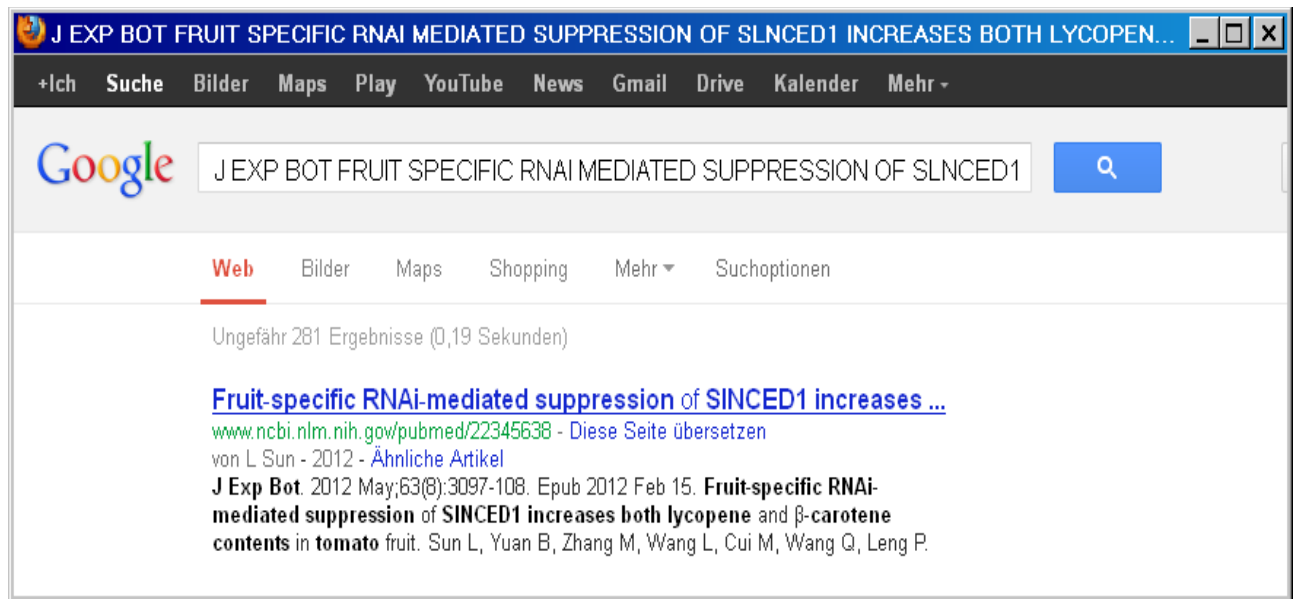 J EXP BOT FRUIT SPECIFIC RNAI MEDIATED SUPPRESSION OF SLNCED1 INCREASES BOTH LYCOPEN...
+Ich Suche Bilder Maps Play YouTube News Gmail Drive Kalender Mehr
Google J EXP BOT FRUIT SPECIFIC RNAI MEDIATED SUPPRESSION OF SLNCED1
Web Bilder Maps Shopping Mehr Suchoptionen
Ungefähr 281 Ergebnisse (0,19 Sekunden)
Fruit-specific RNAi-mediated suppression of SlNCED1 increases ...
www.ncbi.nlm.nih.gov/pubmed/22345638 - Diese Seite übersetzen
von L Sun - 2012 - Ähnliche Artikel
J Exp Bot. 2012 May;63(8):3097-108. Epub 2012 Feb 15. Fruit-specific RNAi-
mediated suppression of SlNCED1 increases both lycopene and β-carotene
contents in tomato fruit. Sun L, Yuan B, Zhang M, Wang L, Cui M, Wang Q, Leng P.